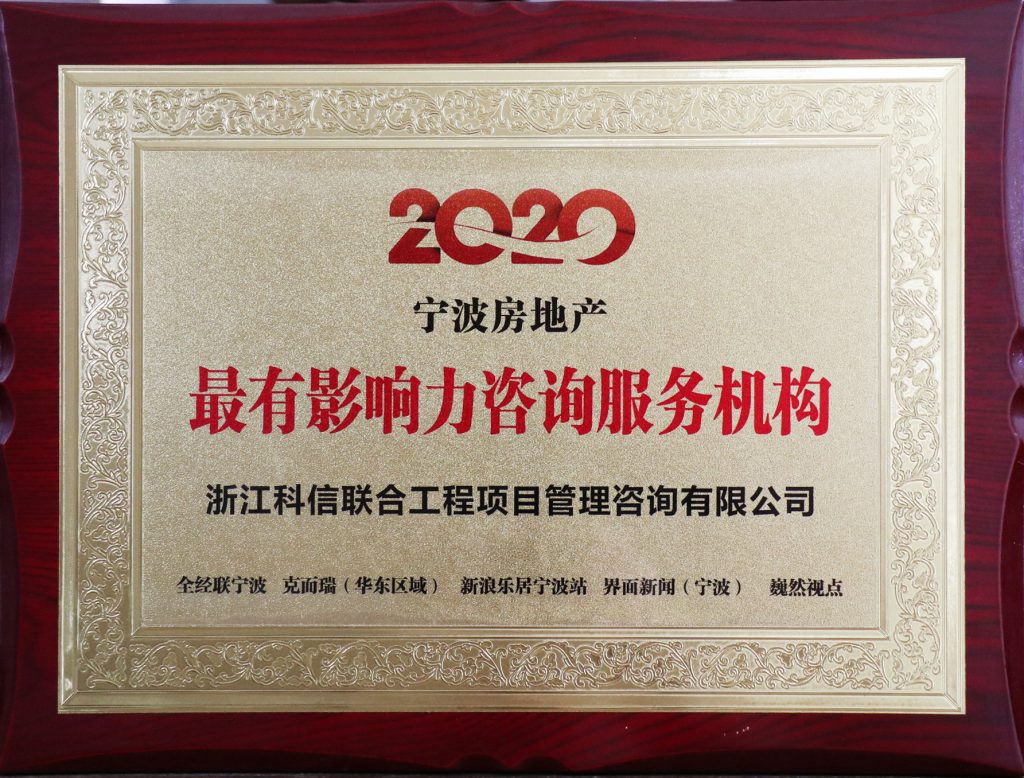 2020
宁波房地产
最有影响力咨询服务机构
浙江科信联合工程项目管理咨询有限公司
全经联宁波 克而瑞（华东区域） 新浪乐居宁波站 界面新闻（宁波） 巍然视点